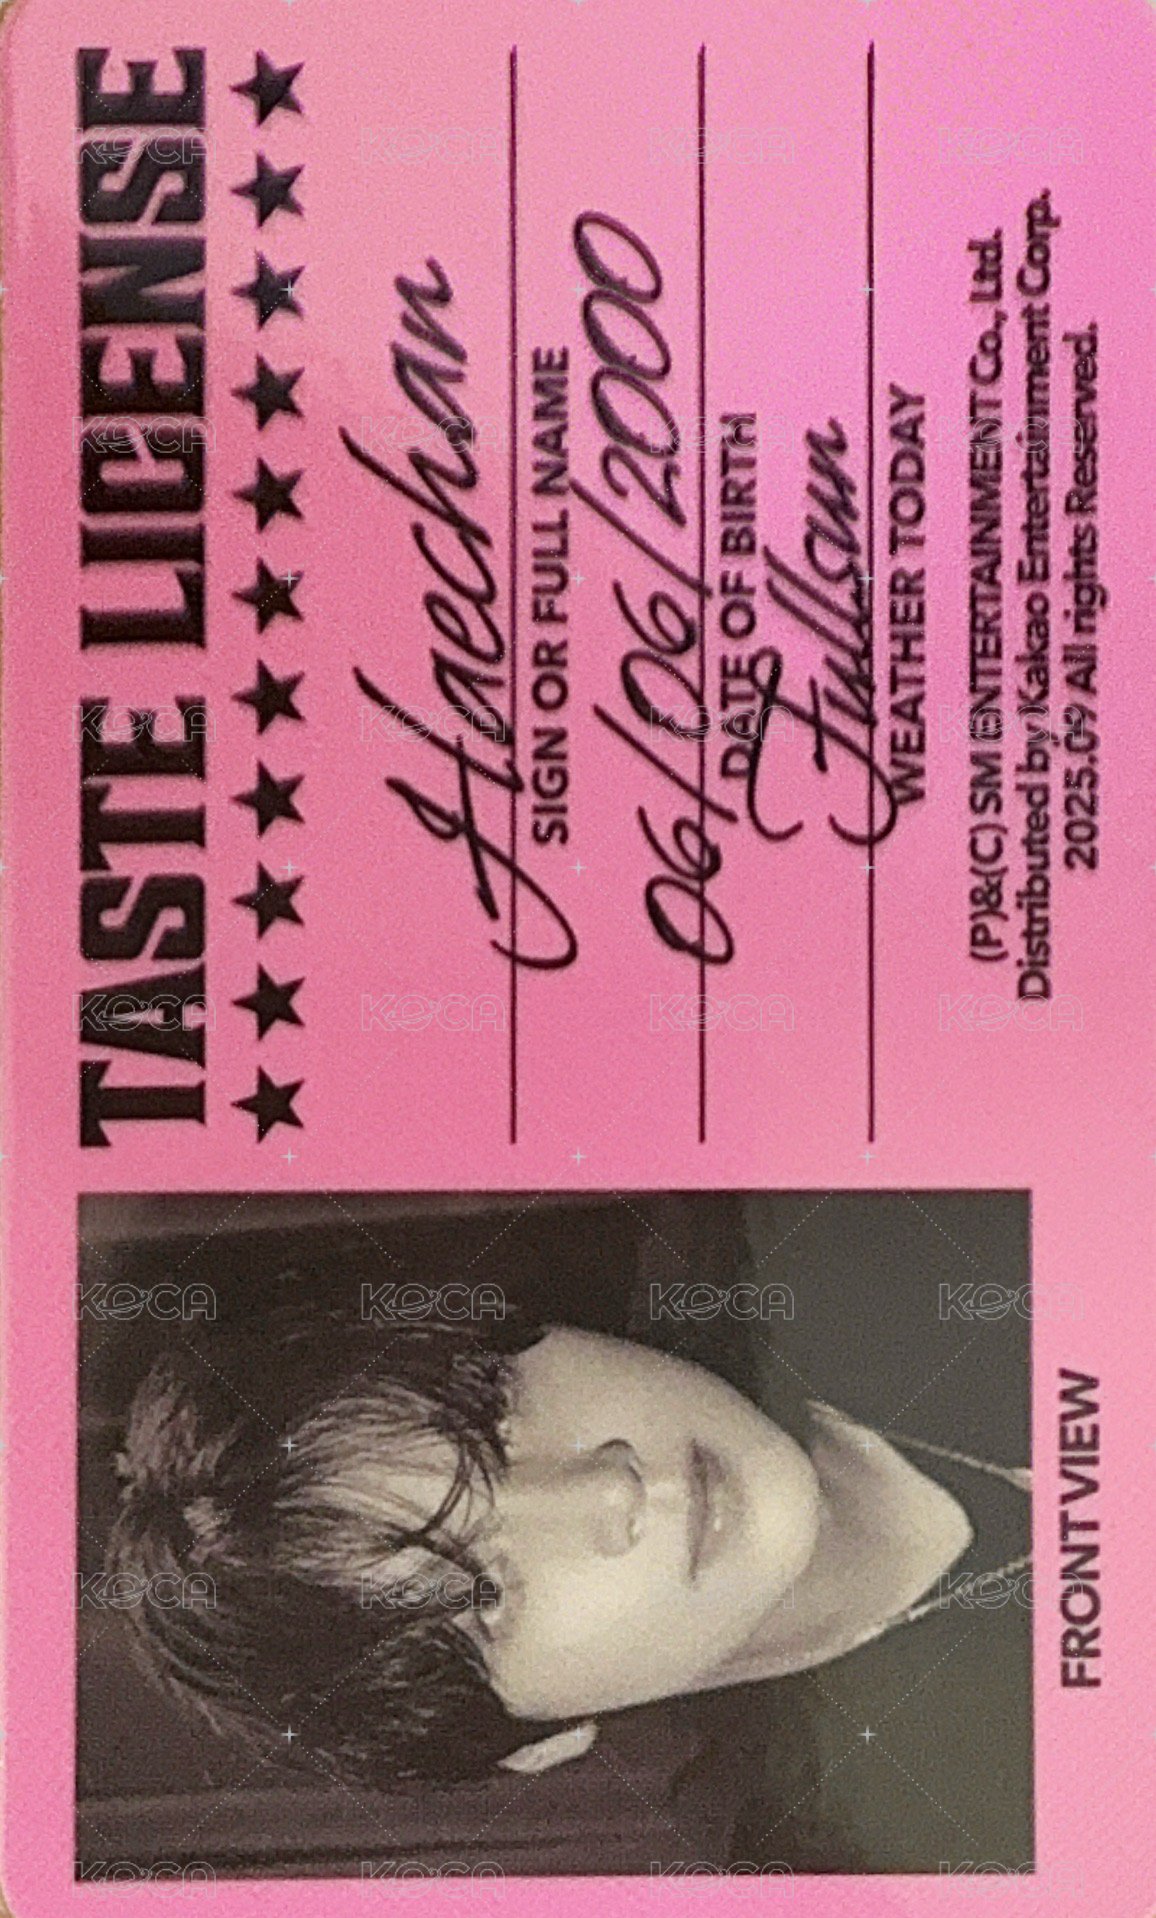 TASTE LICENSE
★★★★★★★★★★★
Haechan
SIGN OR FULL NAME
06/06/2000
DATE OF BIRTH
Fullsun
WEATHER TODAY
(P)&(C) SM ENTERTAINMENT Co., Ltd.
Distributed by Kakao Entertainment Corp.
2025.09 All rights Reserved.
FRONT VIEW
KOCA